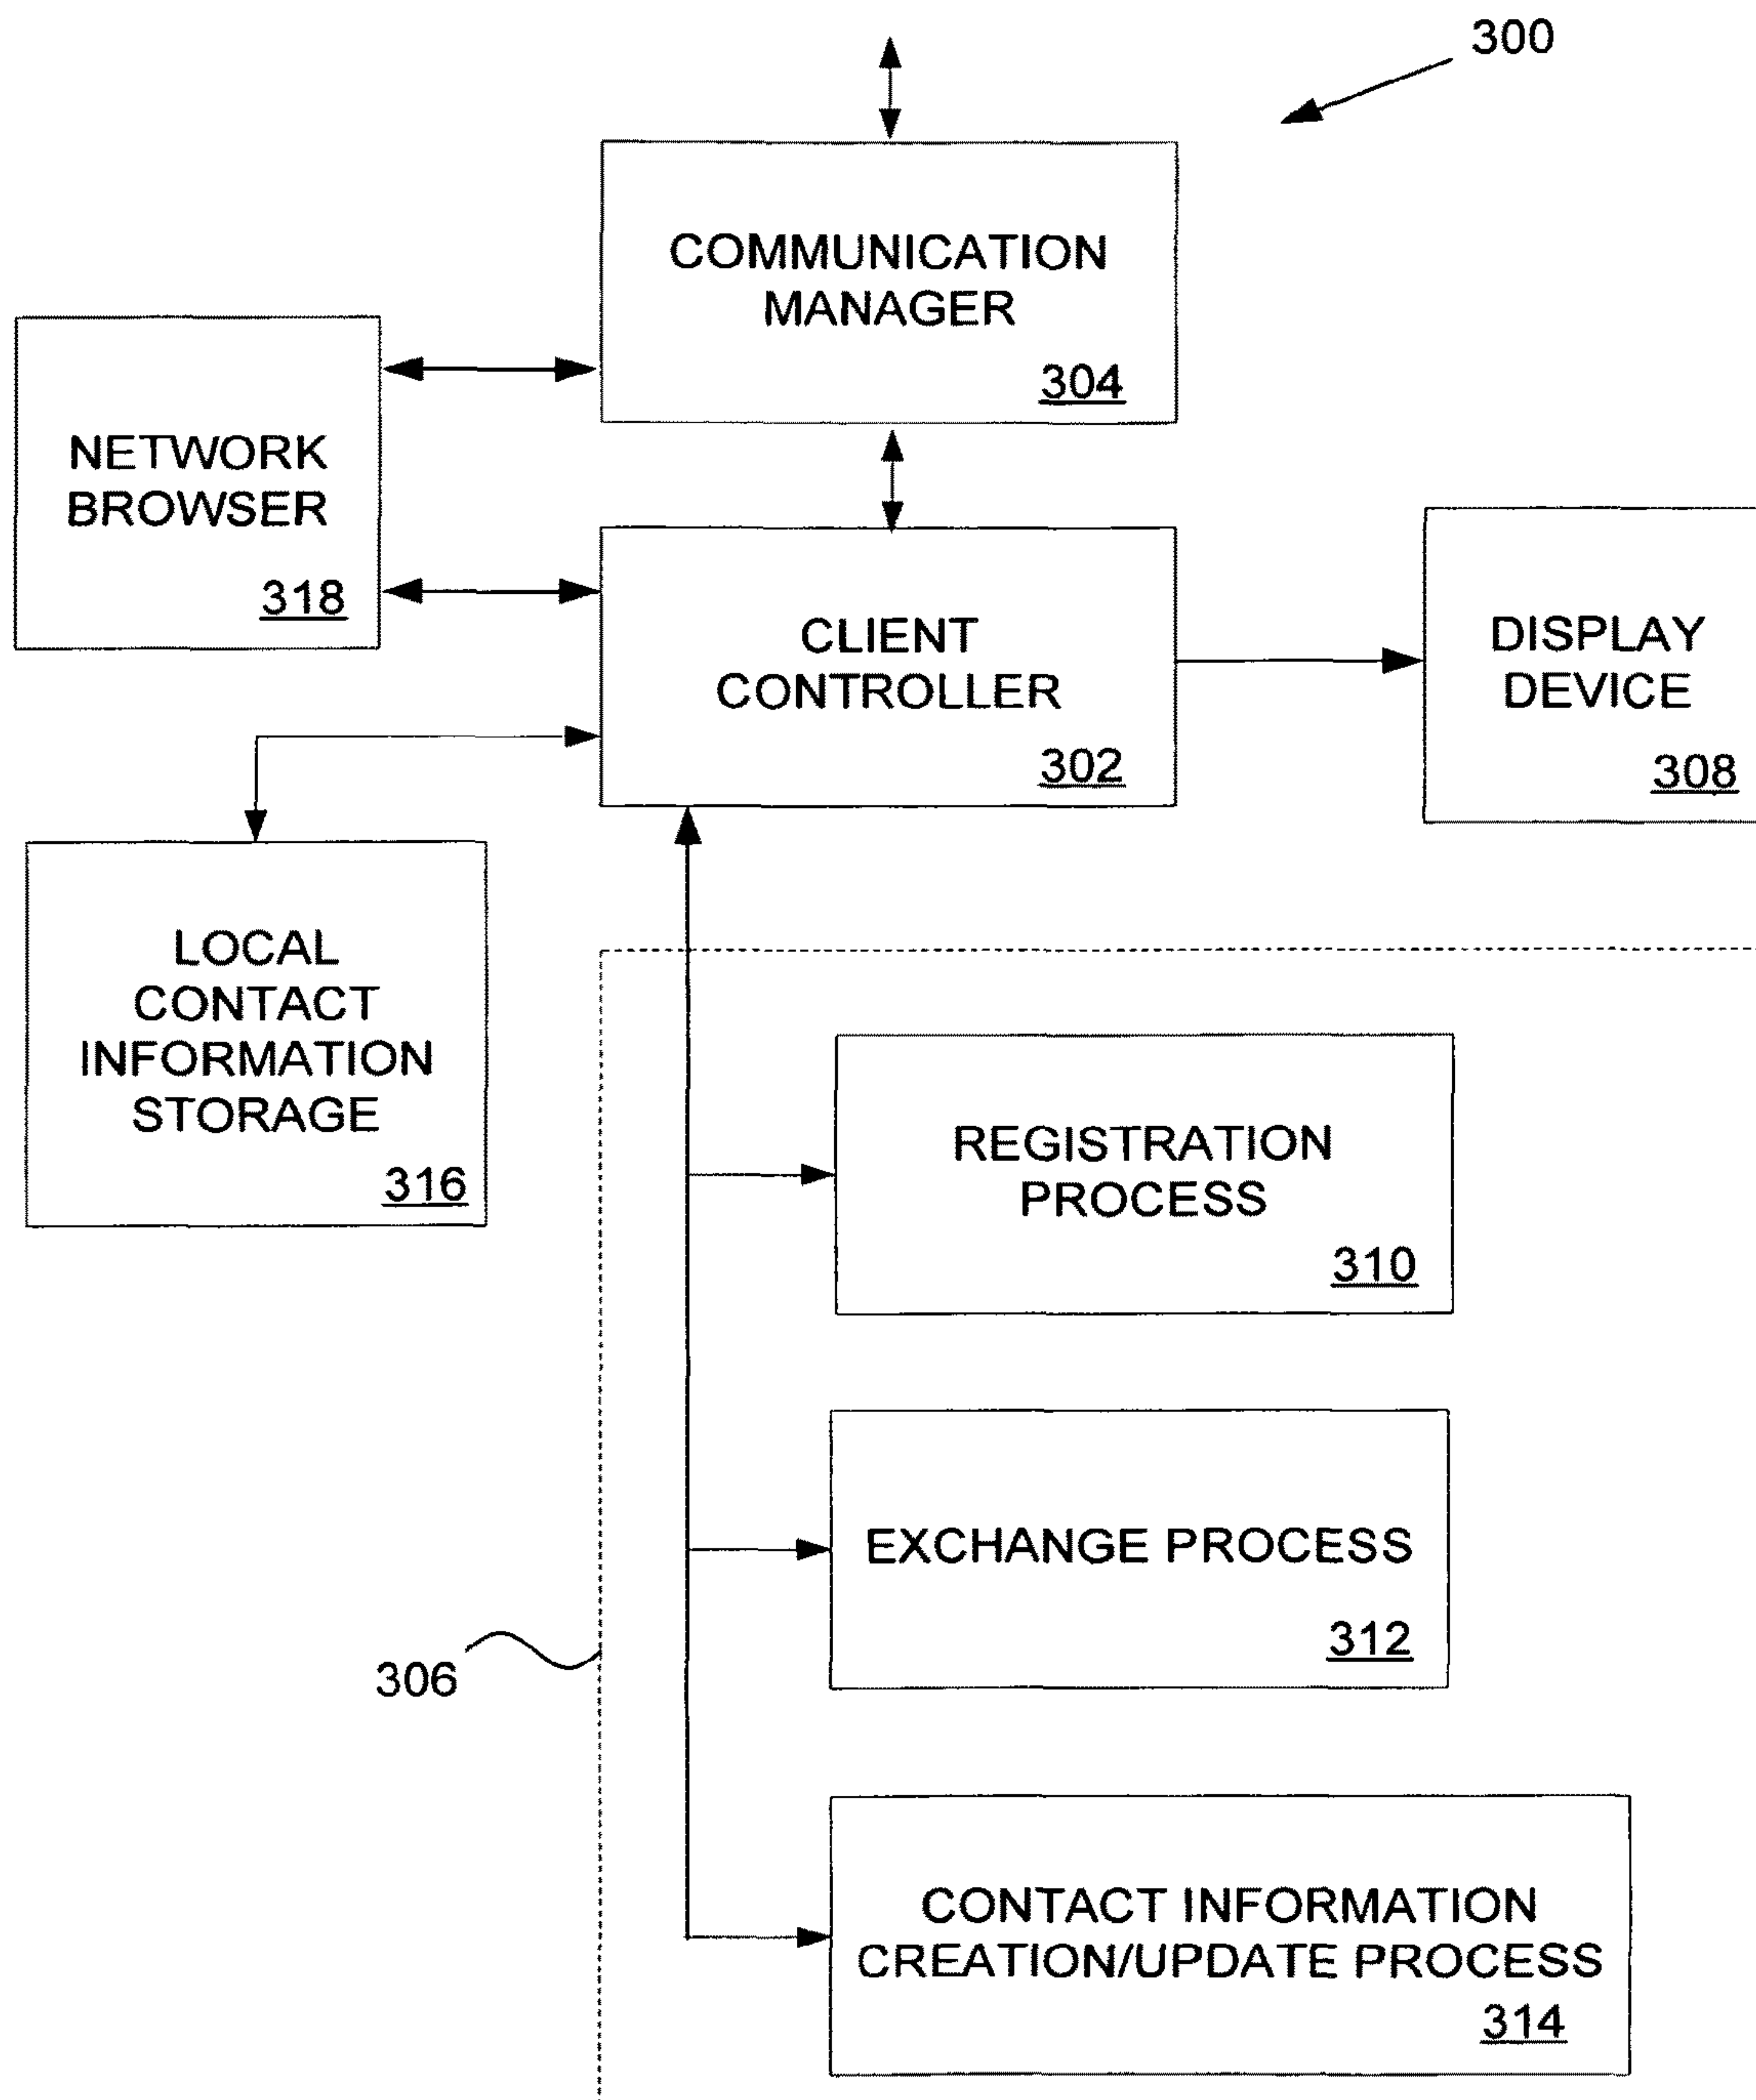 300
COMMUNICATION
MANAGER
304
NETWORK
BROWSER
318
CLIENT
CONTROLLER
302
DISPLAY
DEVICE
308
LOCAL
CONTACT
INFORMATION
STORAGE
316
REGISTRATION
PROCESS
310
EXCHANGE PROCESS
312
306
CONTACT INFORMATION
CREATION/UPDATE PROCESS
314